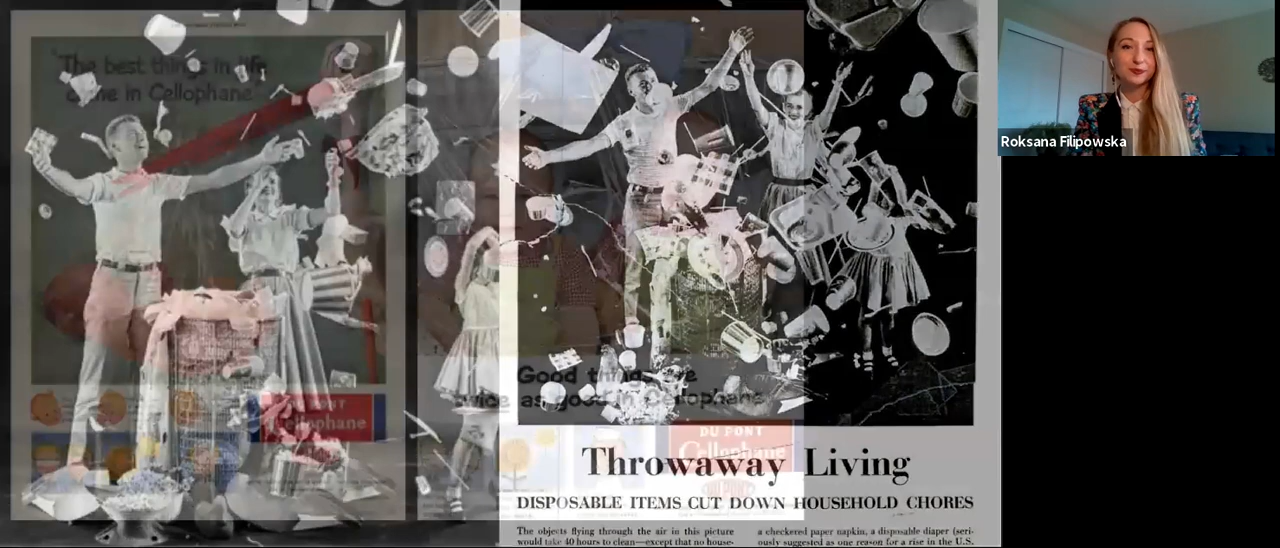 "The best things in life
come in Cellophane"
DU PONT
Cellophane
Good things are
twice as good in Cellophane
DU PONT
Cellophane
Throwaway Living
DISPOSABLE ITEMS CUT DOWN HOUSEHOLD CHORES
The objects flying through the air in this picture
would take 40 hours to clean—except that no house-
a checkered paper napkin, a disposable diaper (seri-
ously suggested as one reason for a rise in the U.S.
Roksana Filipowska